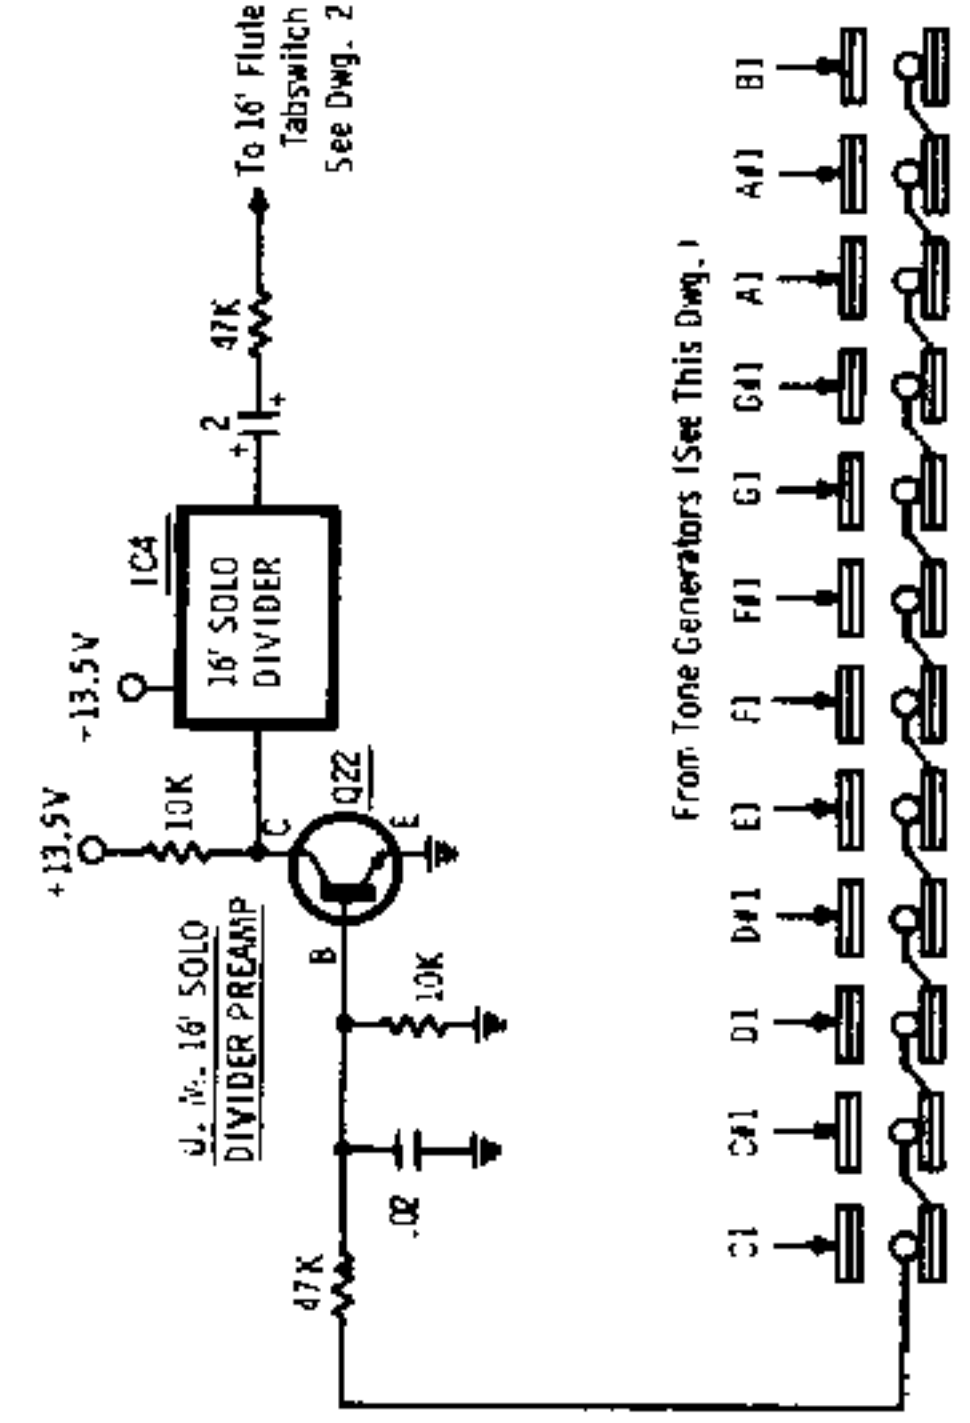 +13.5V
-13.5V
10K
IC4
16' SOLO
DIVIDER
+ 2 +
47K
To 16' Flute
Tabswitch
See Dwg. 2
16' SOLO
DIVIDER PREAMP
C
Q22
B
E
10K
.02
47K
From Tone Generators (See This Dwg.)
C1
C#1
D1
D#1
E1
F1
F#1
G1
G#1
A1
A#1
B1